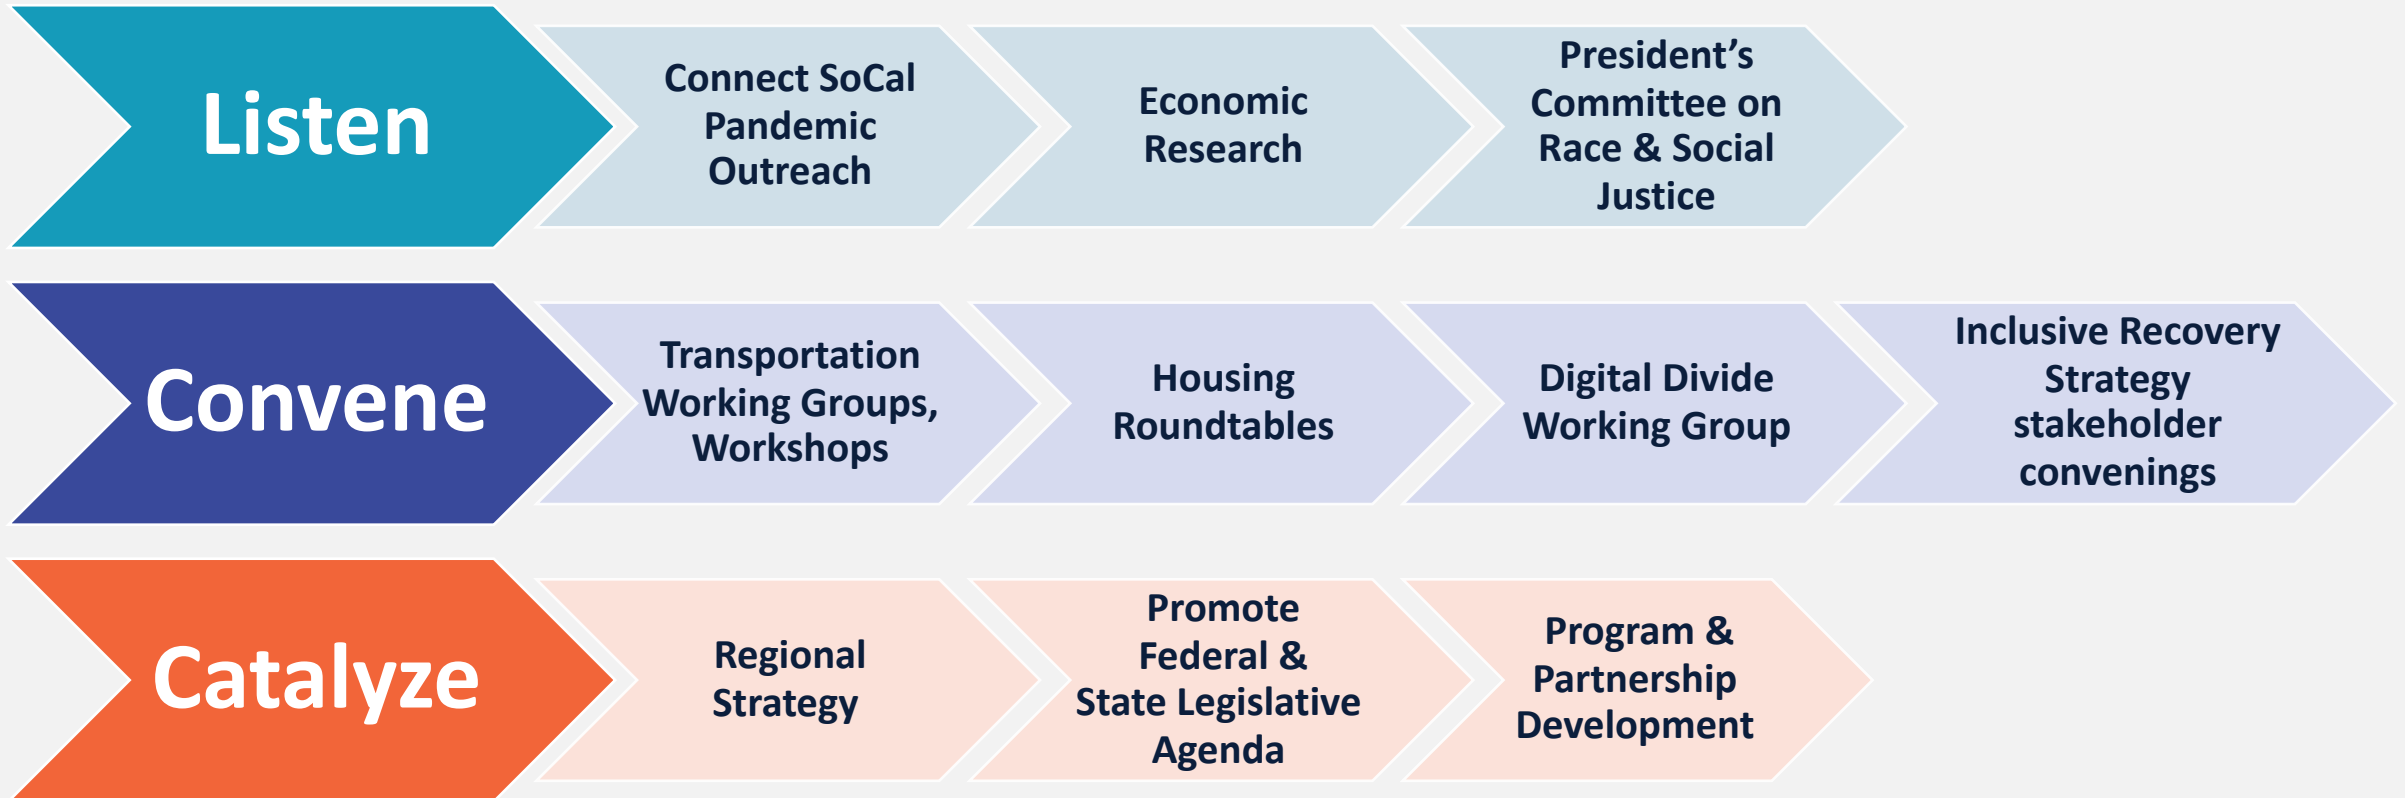 Listen
Connect SoCal
Pandemic
Outreach
Economic
Research
President’s
Committee on
Race & Social
Justice
Convene
Transportation
Working Groups,
Workshops
Housing
Roundtables
Digital Divide
Working Group
Inclusive Recovery
Strategy
stakeholder
convenings
Catalyze
Regional
Strategy
Promote
Federal &
State Legislative
Agenda
Program &
Partnership
Development